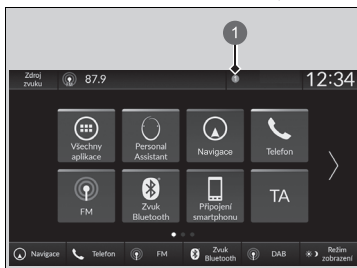 1
Zdroj
zvuku
87.9
12:34
Všechny
aplikace
Personal
Assistant
Navigace
Telefon
FM
Zvuk
Bluetooth
Připojení
smartphonu
TA
Navigace
Telefon
FM
Zvuk
Bluetooth
DAB
Režim
zobrazení